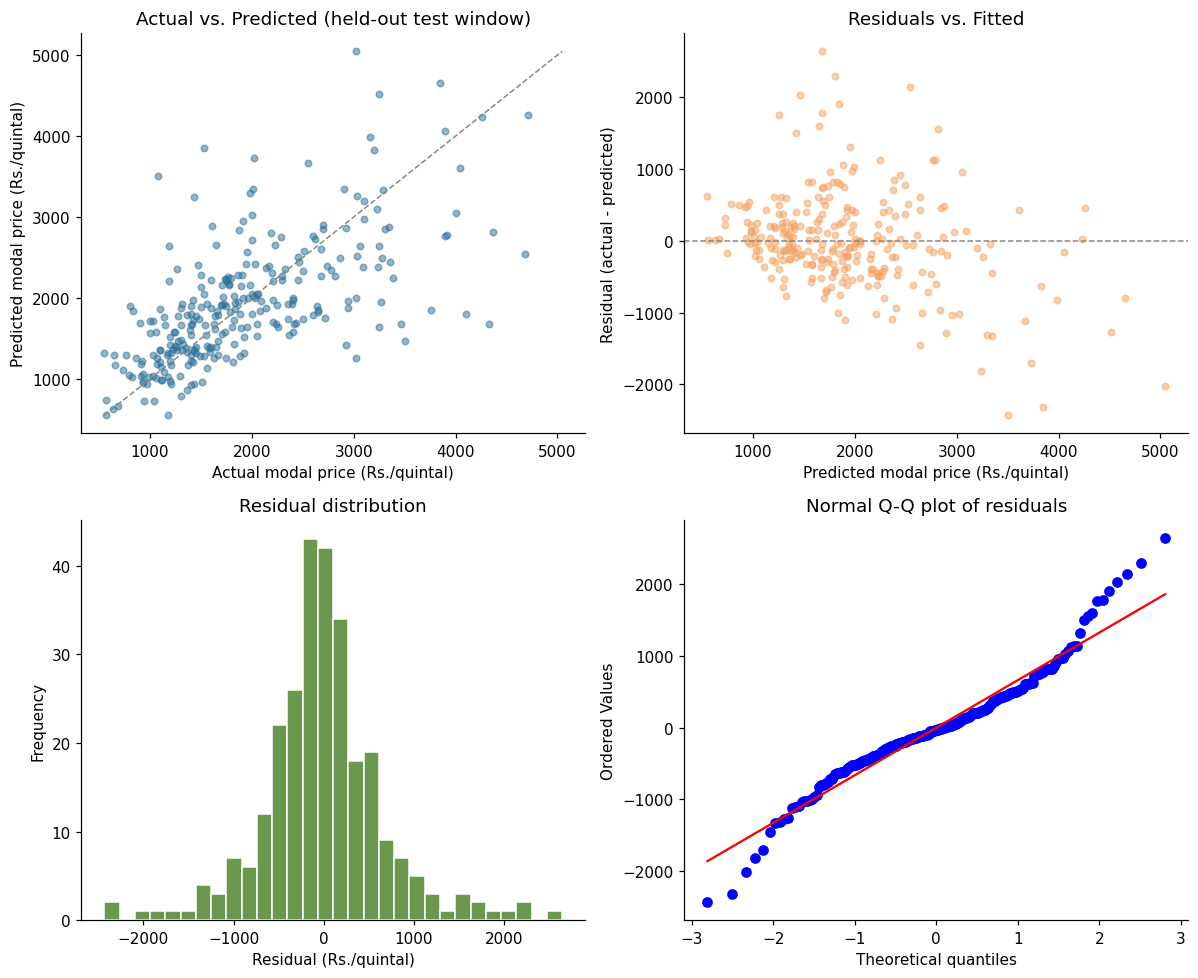 Actual vs. Predicted (held-out test window)
Predicted modal price (Rs./quintal)
5000
4000
3000
2000
1000
1000 2000 3000 4000 5000
Actual modal price (Rs./quintal)
Residuals vs. Fitted
Residual (actual - predicted)
2000
1000
0
−1000
−2000
1000 2000 3000 4000 5000
Predicted modal price (Rs./quintal)
Residual distribution
Frequency
40
30
20
10
0
−2000 −1000 0 1000 2000
Residual (Rs./quintal)
Normal Q-Q plot of residuals
Ordered Values
2000
1000
0
−1000
−2000
−3 −2 −1 0 1 2 3
Theoretical quantiles